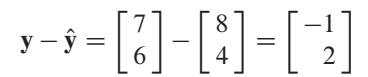 y − ŷ = [7 6] − [8 4] = [−1 2]